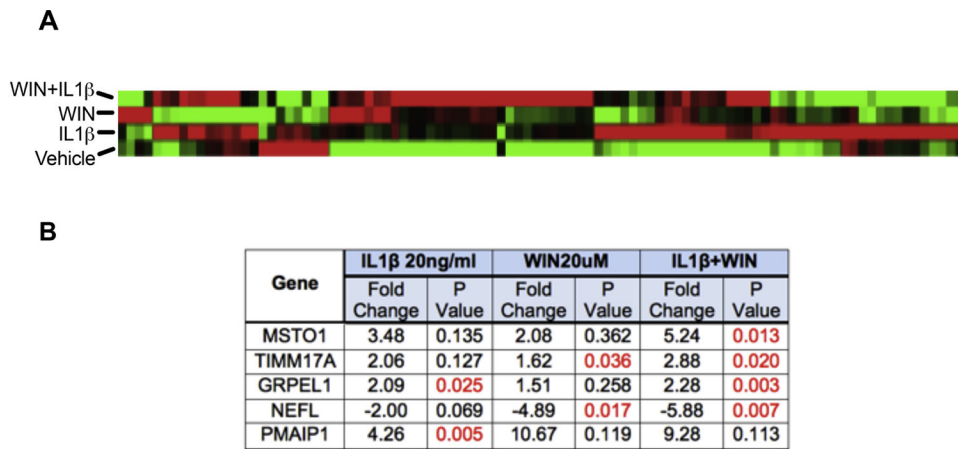 A
WIN+IL1β
WIN
IL1β
Vehicle
B
Gene IL1β 20ng/ml WIN20uM IL1β+WIN
Fold Change P Value Fold Change P Value Fold Change P Value
MSTO1 3.48 0.135 2.08 0.362 5.24 0.013
TIMM17A 2.06 0.127 1.62 0.036 2.88 0.020
GRPEL1 2.09 0.025 1.51 0.258 2.28 0.003
NEFL -2.00 0.069 -4.89 0.017 -5.88 0.007
PMAIP1 4.26 0.005 10.67 0.119 9.28 0.113